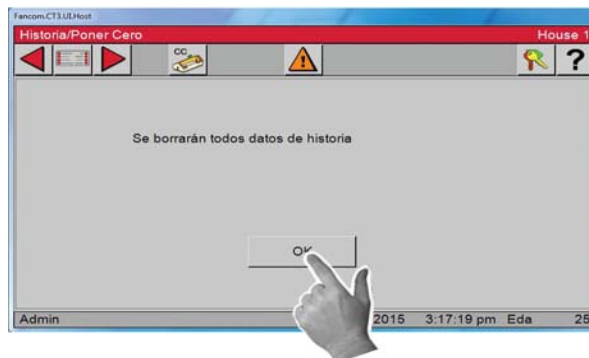 Fancom.CT3.UI.Host
Historia/Poner Cero House 1
CC
?
Se borrarán todos datos de historia
OK
Admin 2015 3:17:19 pm Eda 25